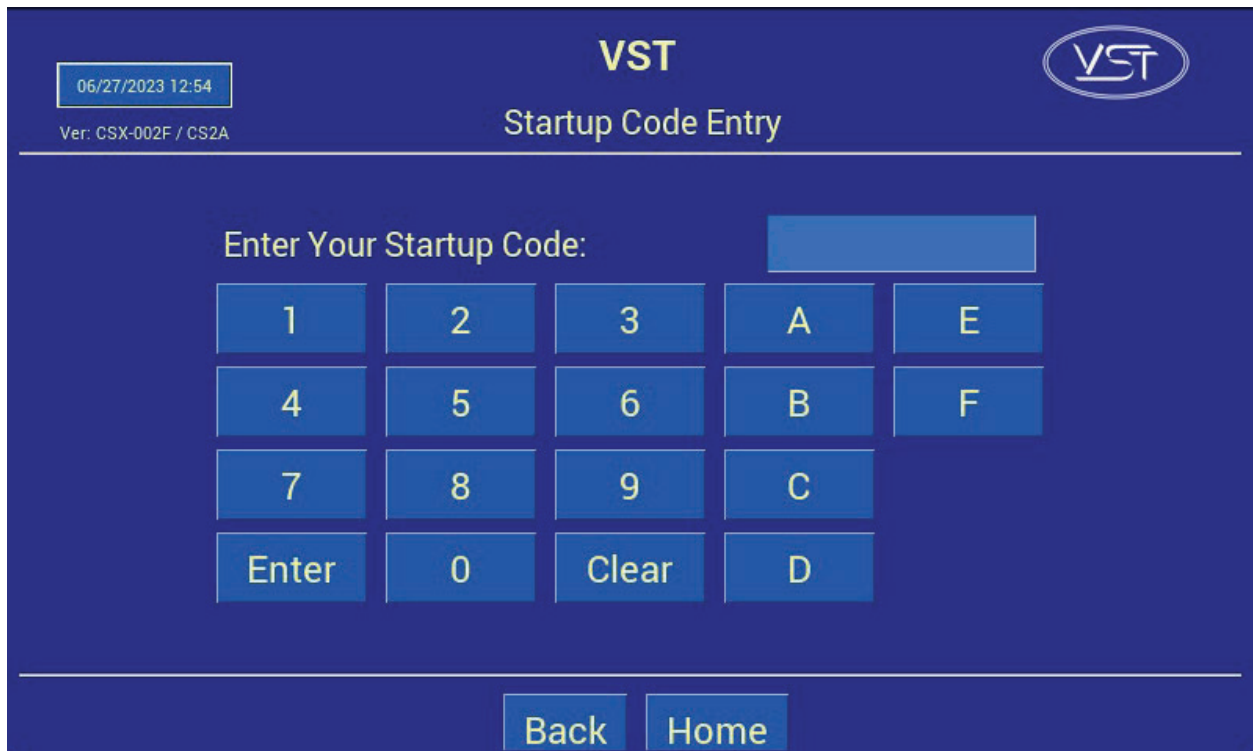 VST
VST
06/27/2023 12:54
Ver: CSX-002F / CS2A
Startup Code Entry
Enter Your Startup Code:
1 2 3 A E
4 5 6 B F
7 8 9 C
Enter 0 Clear D
Back Home